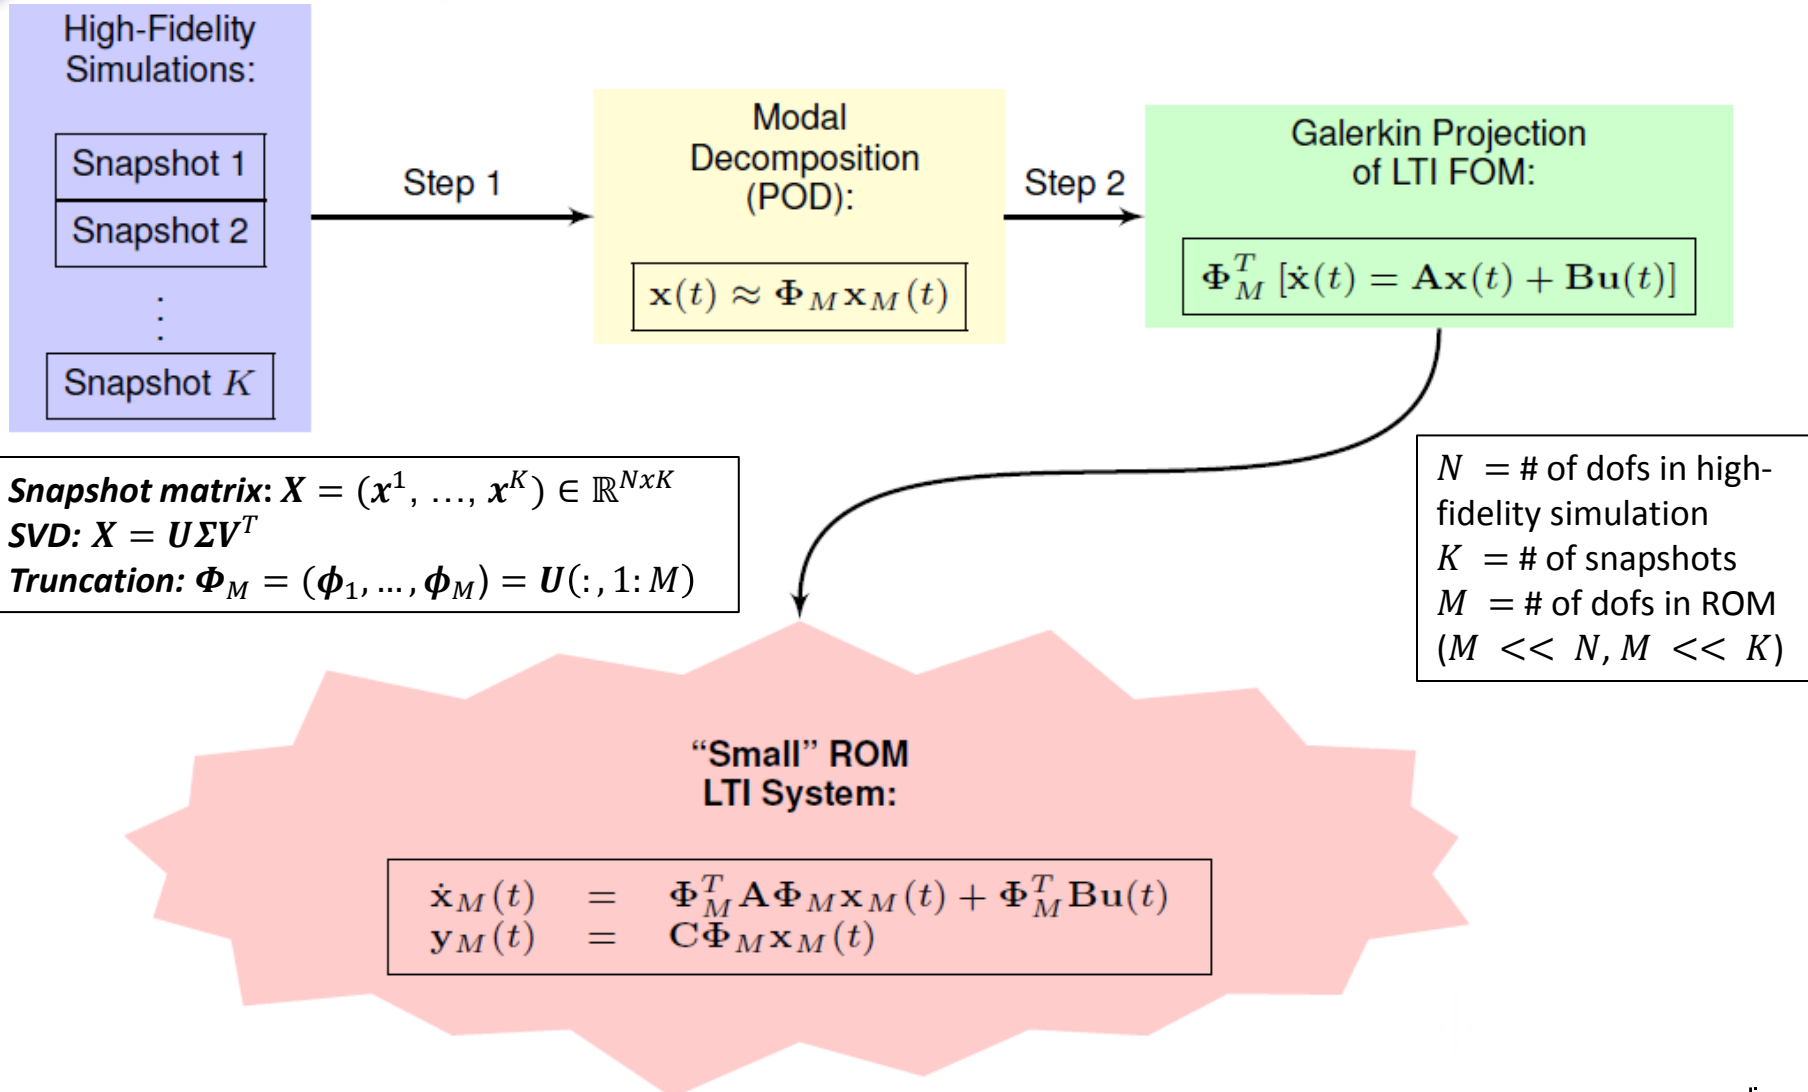 High-Fidelity
Simulations:
Snapshot 1
Snapshot 2
⋮
Snapshot K
Step 1
Modal
Decomposition
(POD):
x(t) ≈ Φ_M x_M(t)
Step 2
Galerkin Projection
of LTI FOM:
Φ_M^T [ẋ(t) = Ax(t) + Bu(t)]
Snapshot matrix: X = (x^1, …, x^K) ∈ ℝ^{NxK}
SVD: X = UΣV^T
Truncation: Φ_M = (ϕ_1, … , ϕ_M) = U(:, 1: M)
N = # of dofs in high-
fidelity simulation
K = # of snapshots
M = # of dofs in ROM
(M << N, M << K)
“Small” ROM
LTI System:
ẋ_M(t) = Φ_M^T AΦ_M x_M(t) + Φ_M^T Bu(t)
y_M(t) = CΦ_M x_M(t)